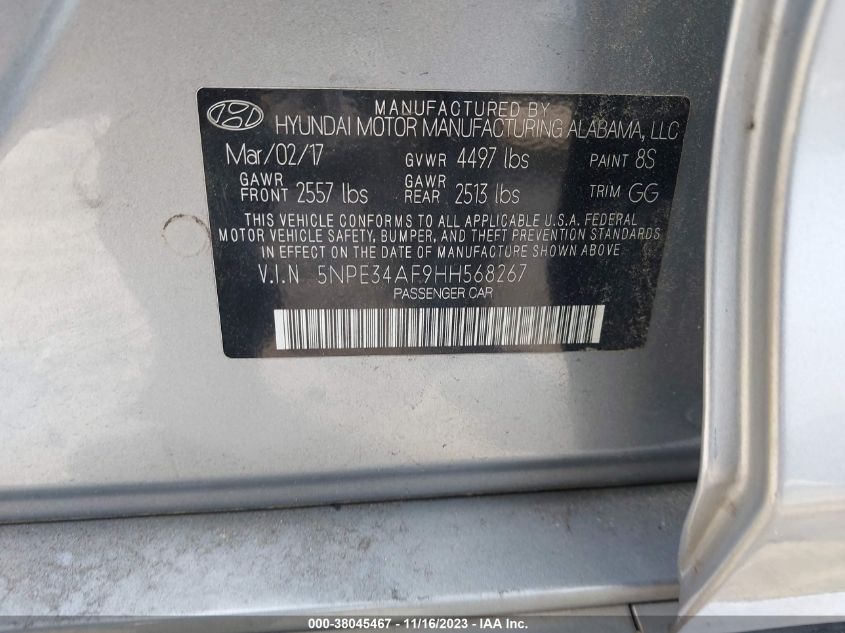 MANUFACTURED BY
HYUNDAI MOTOR MANUFACTURING ALABAMA, LLC
Mar/02/17 GVWR 4497 lbs PAINT 8S
GAWR FRONT 2557 lbs GAWR REAR 2513 lbs TRIM GG
THIS VEHICLE CONFORMS TO ALL APPLICABLE U.S.A. FEDERAL
MOTOR VEHICLE SAFETY, BUMPER, AND THEFT PREVENTION STANDARDS
IN EFFECT ON THE DATE OF MANUFACTURE SHOWN ABOVE
V.I.N 5NPE34AF9HH568267
PASSENGER CAR
000-38045467 - 11/16/2023 - IAA Inc.